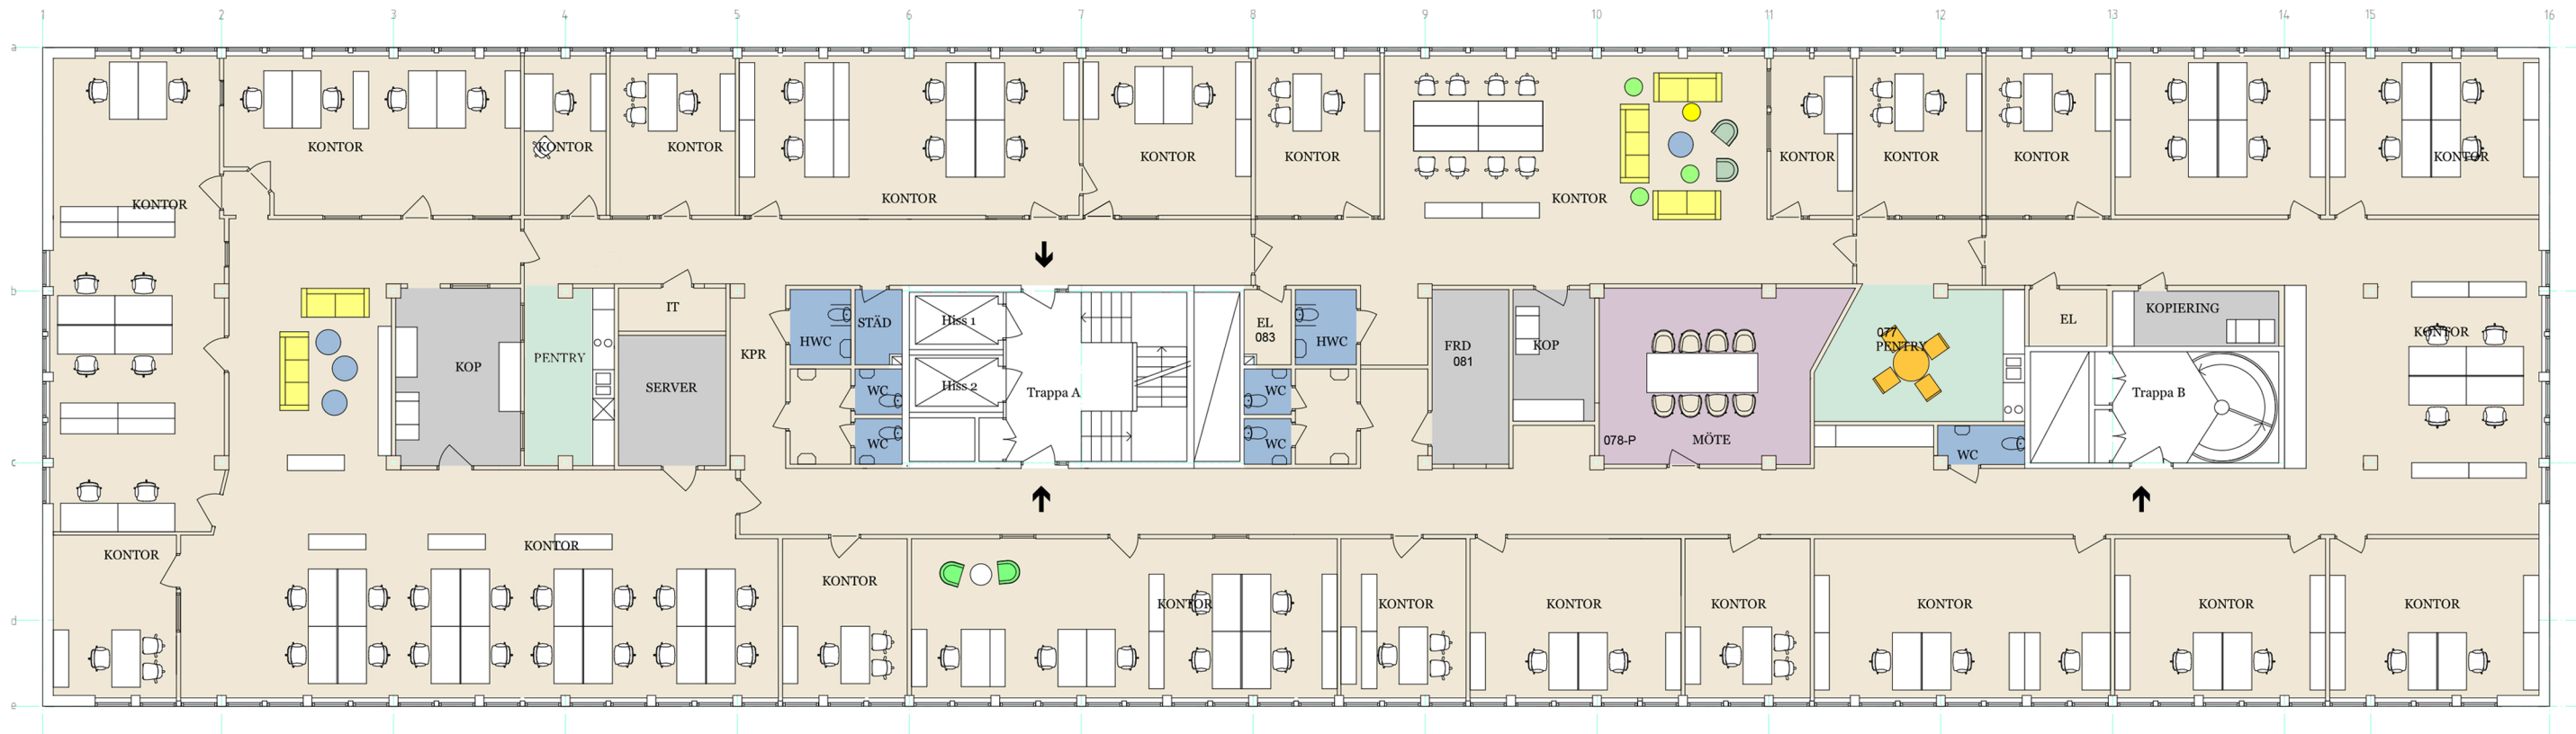 1 2 3 4 5 6 7 8 9 10 11 12 13 14 15 16
a
KONTOR
KONTOR
KONTOR
KONTOR
KONTOR
KONTOR
KONTOR
KONTOR
KONTOR
KONTOR
KONTOR
KONTOR
KONTOR
b
KOP
PENTRY
IT
SERVER
KPR
HWC
STÄD
WC
WC
Hiss 1
Hiss 2
Trappa A
EL
083
HWC
WC
WC
FRD
081
KOP
078-P
MÖTE
077
PENTRY
WC
EL
KOPIERING
Trappa B
KONTOR
c
KONTOR
KONTOR
KONTOR
KONTOR
KONTOR
KONTOR
KONTOR
KONTOR
KONTOR
KONTOR
d
e